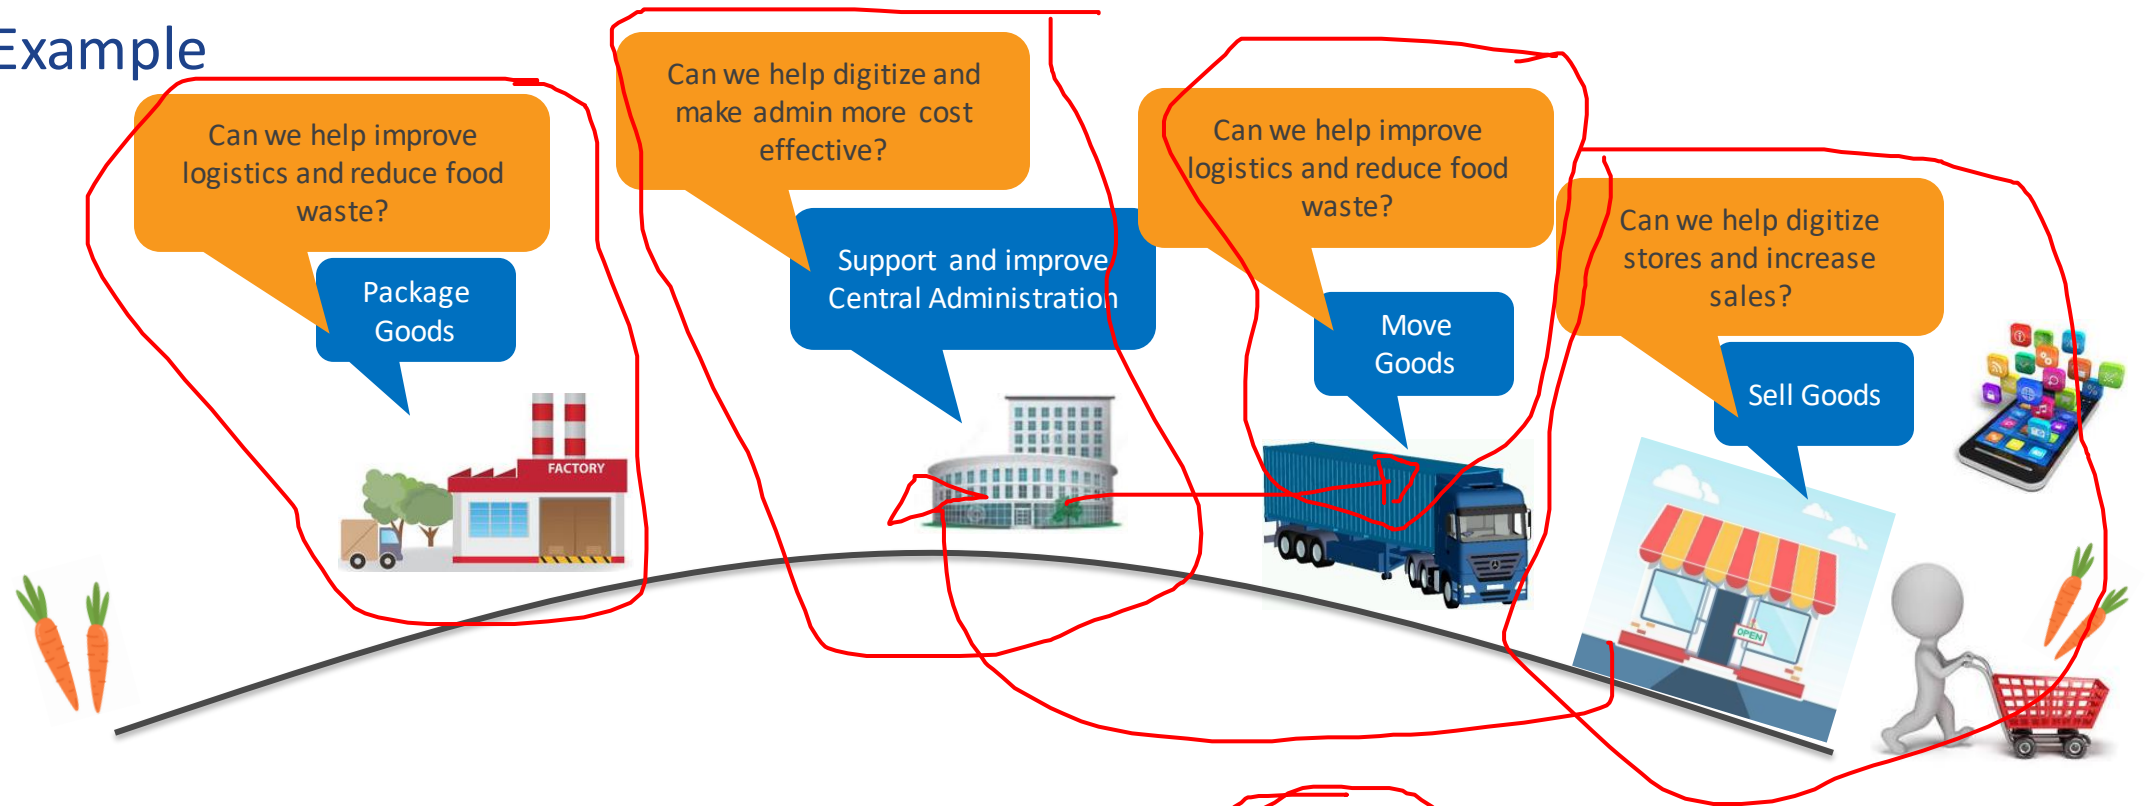 Example
Can we help improve
logistics and reduce food
waste?
Package
Goods
FACTORY
Can we help digitize and
make admin more cost
effective?
Support and improve
Central Administration
Can we help improve
logistics and reduce food
waste?
Move
Goods
Can we help digitize
stores and increase
sales?
Sell Goods
OPEN